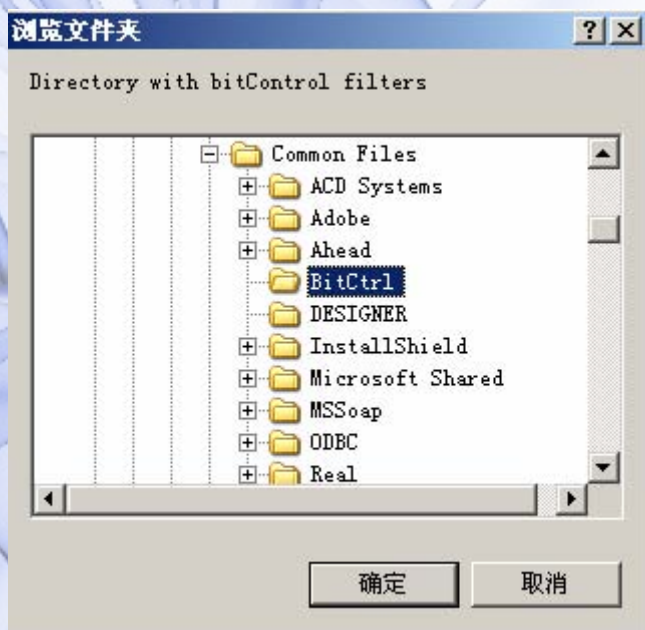 浏览文件夹
Directory with bitControl filters
Common Files
ACD Systems
Adobe
Ahead
BitCtrl
DESIGNER
InstallShield
Microsoft Shared
MSSoap
ODBC
Real
确定
取消